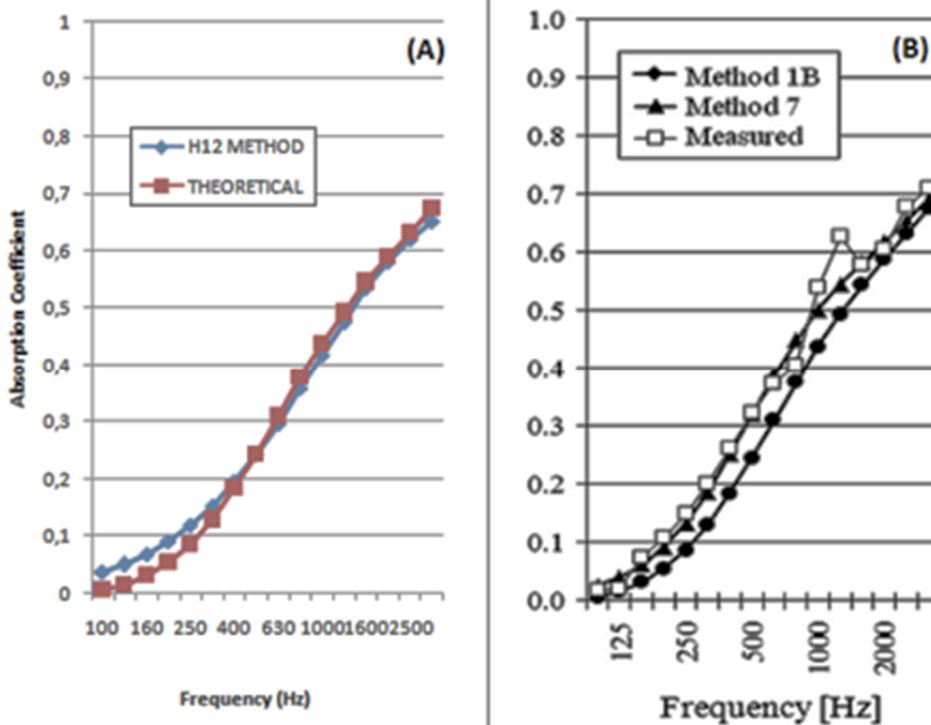 (A)
1
0,9
0,8
0,7
0,6
0,5
0,4
0,3
0,2
0,1
0
Absorption Coefficient
H12 METHOD
THEORETICAL
100 160 250 400 630 1000 1600 2500
Frequency (Hz)
(B)
1.0
0.9
0.8
0.7
0.6
0.5
0.4
0.3
0.2
0.1
0.0
Method 1B
Method 7
Measured
125 250 500 1000 2000
Frequency [Hz]